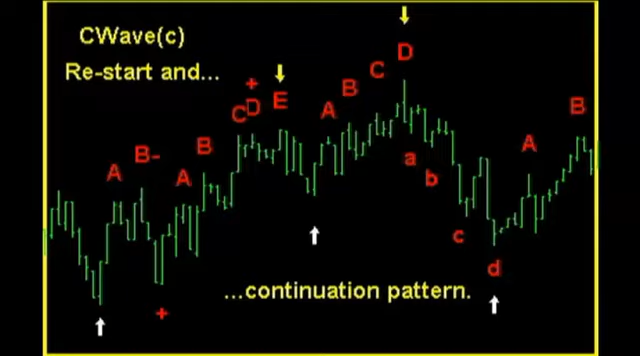 CWave(c)
Re-start and...
D
C
B
A
+
E
C
D
B
B-
A
A
B
A
a
b
c
d
+
...continuation pattern.